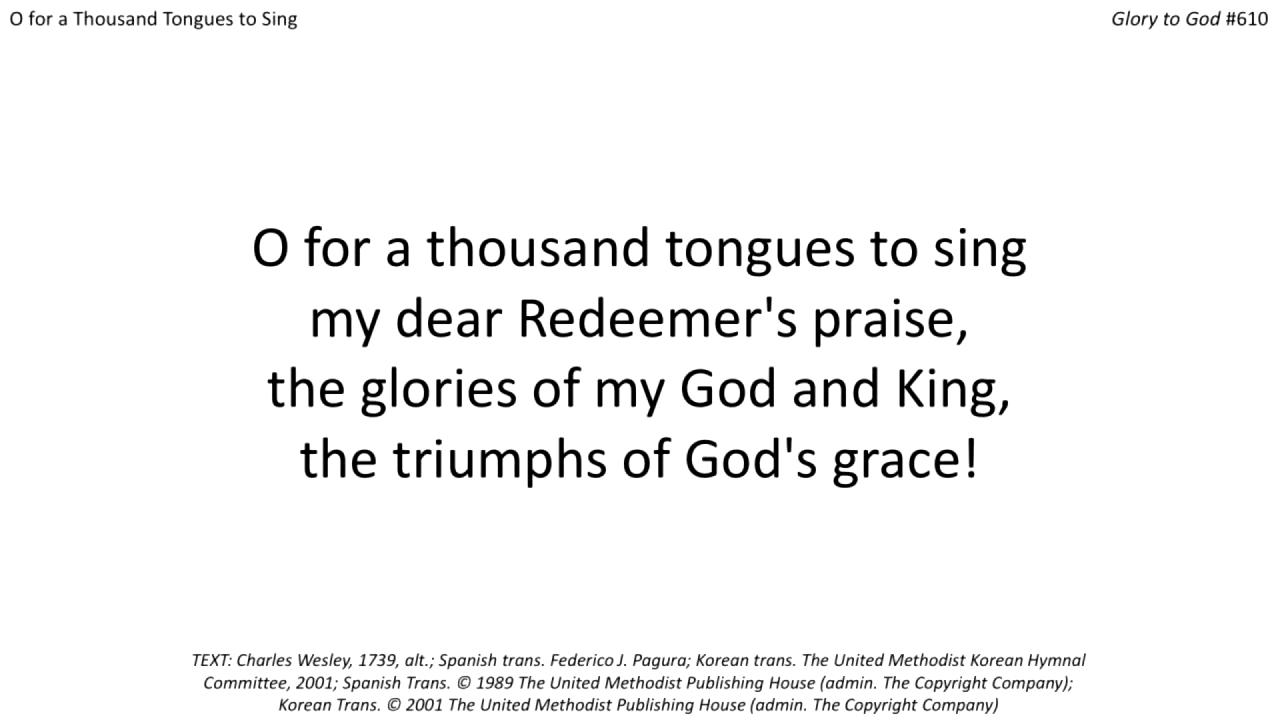 O for a Thousand Tongues to Sing
Glory to God #610
O for a thousand tongues to sing
my dear Redeemer's praise,
the glories of my God and King,
the triumphs of God's grace!
TEXT: Charles Wesley, 1739, alt.; Spanish trans. Federico J. Pagura; Korean trans. The United Methodist Korean Hymnal
Committee, 2001; Spanish Trans. © 1989 The United Methodist Publishing House (admin. The Copyright Company);
Korean Trans. © 2001 The United Methodist Publishing House (admin. The Copyright Company)